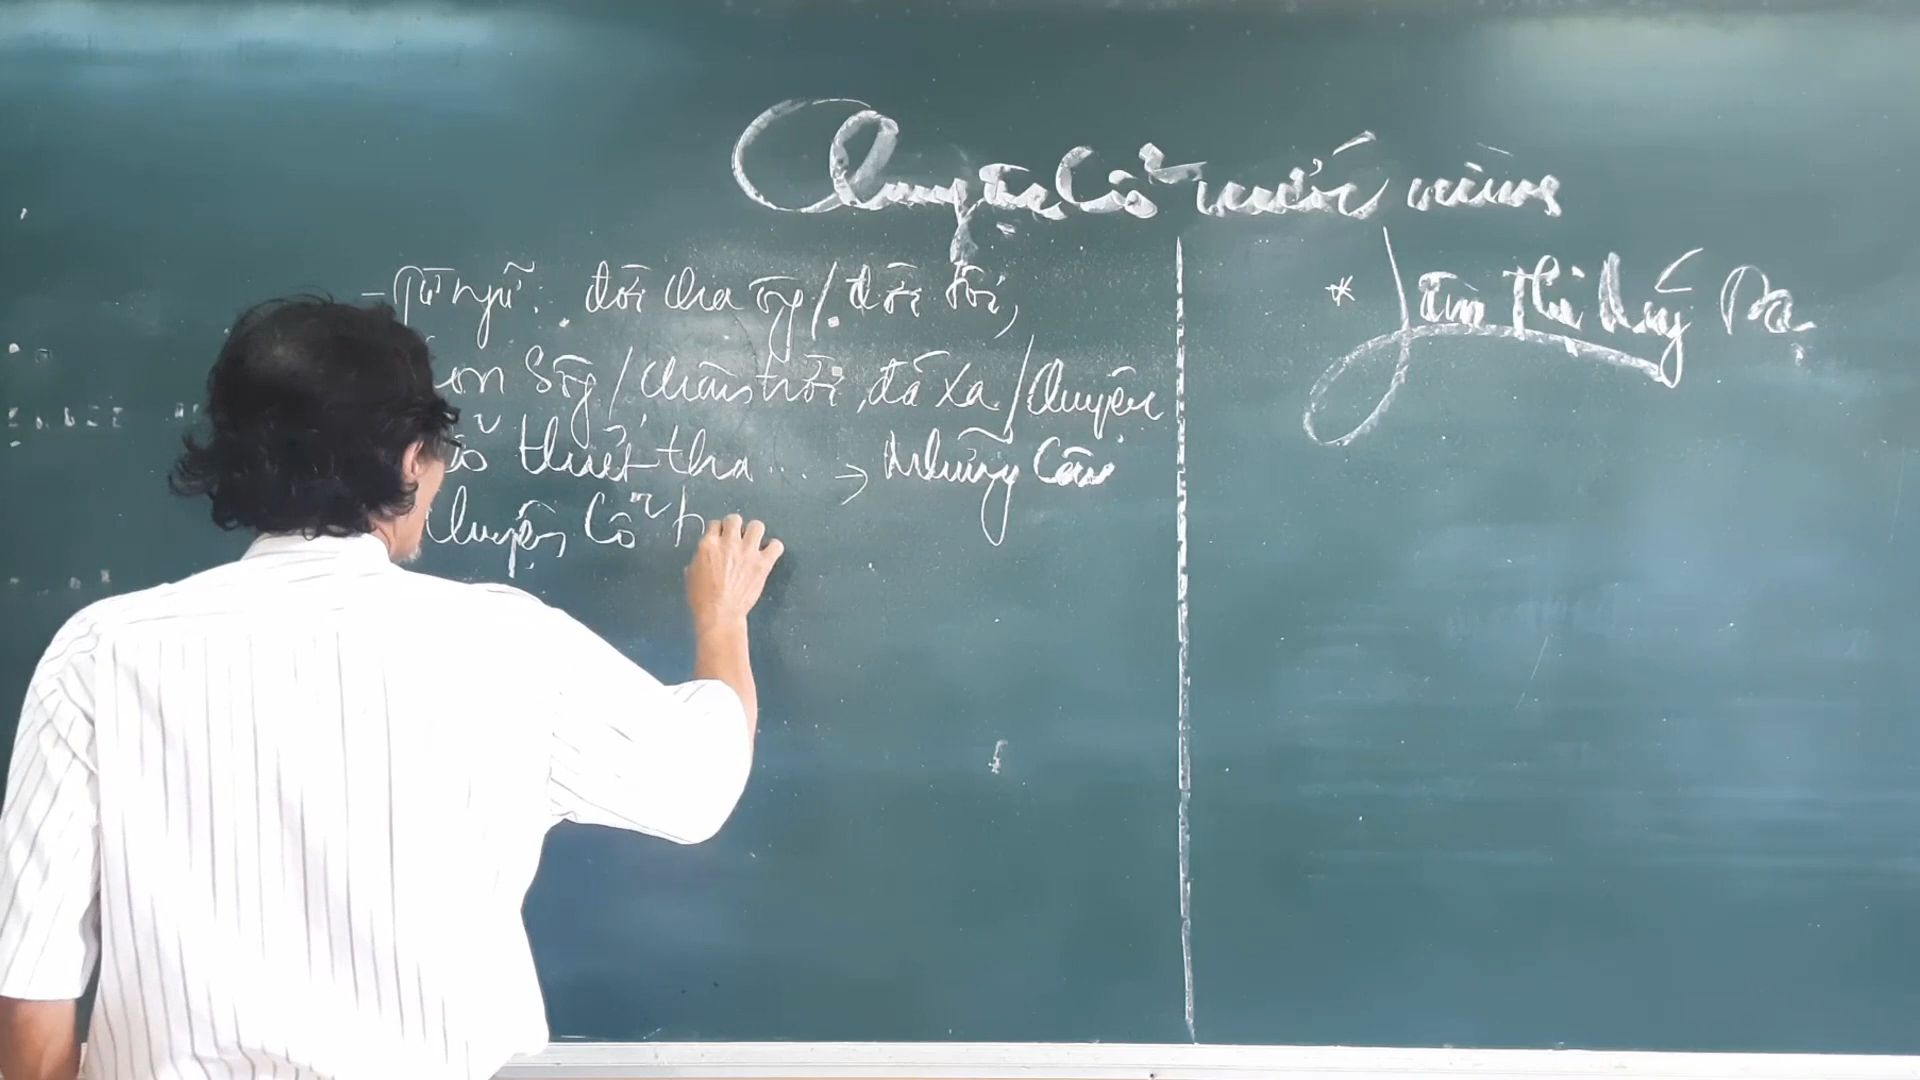 Chuyện Cổ nước mình
* Lâm Thị Mỹ Dạ
- Từ ngữ: đời cha ông / đời tôi,
con sông / chân trời, đã xa / chuyện
cổ thiết tha ... → Những câu
chuyện cổ